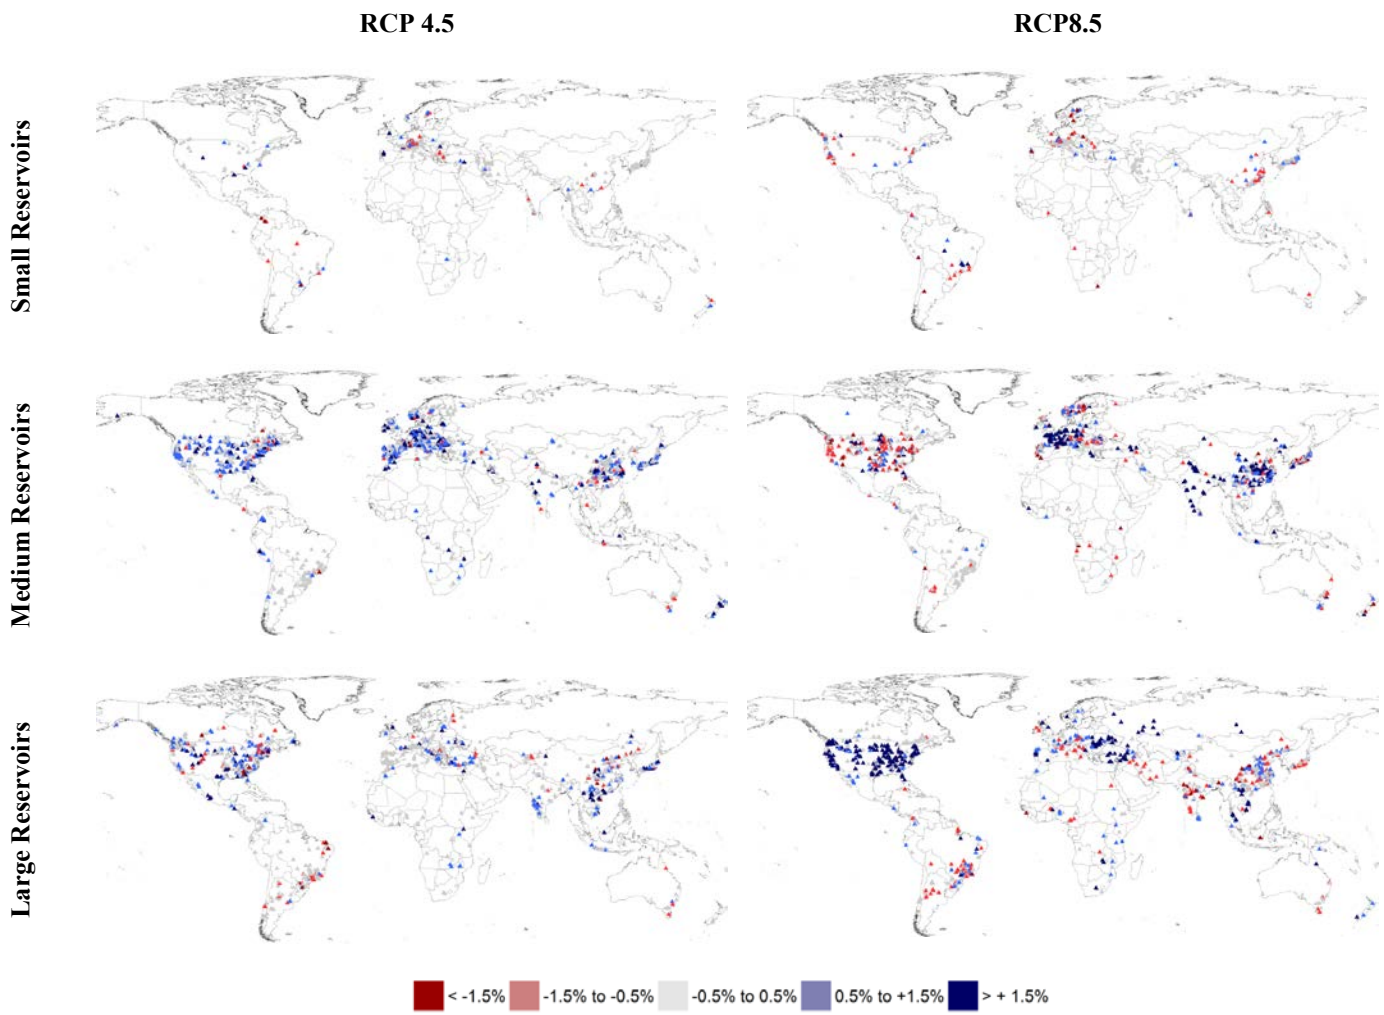 RCP 4.5
RCP8.5
Small Reservoirs
Medium Reservoirs
Large Reservoirs
< -1.5%
-1.5% to -0.5%
-0.5% to 0.5%
0.5% to +1.5%
> + 1.5%